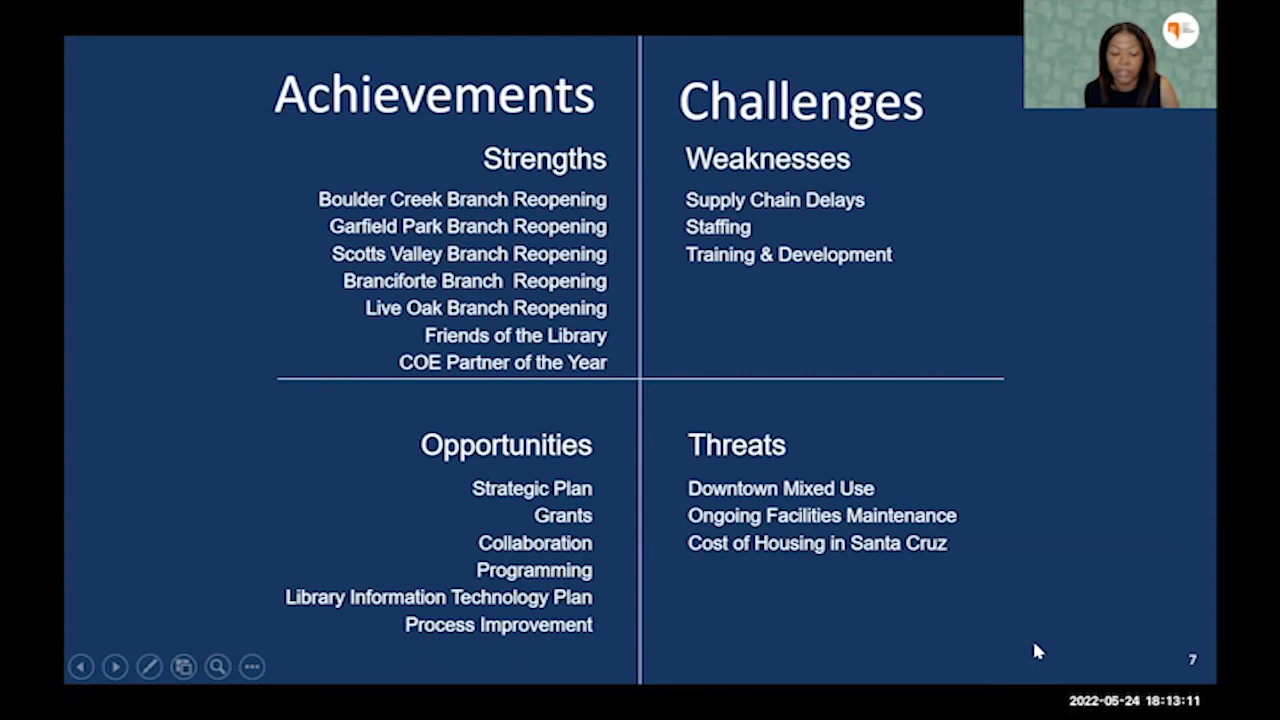 Achievements
Strengths
Boulder Creek Branch Reopening
Garfield Park Branch Reopening
Scotts Valley Branch Reopening
Branciforte Branch  Reopening
Live Oak Branch Reopening
Friends of the Library
COE Partner of the Year
Challenges
Weaknesses
Supply Chain Delays
Staffing
Training & Development
Opportunities
Strategic Plan
Grants
Collaboration
Programming
Library Information Technology Plan
Process Improvement
Threats
Downtown Mixed Use
Ongoing Facilities Maintenance
Cost of Housing in Santa Cruz
7
2022-05-24 18:13:11